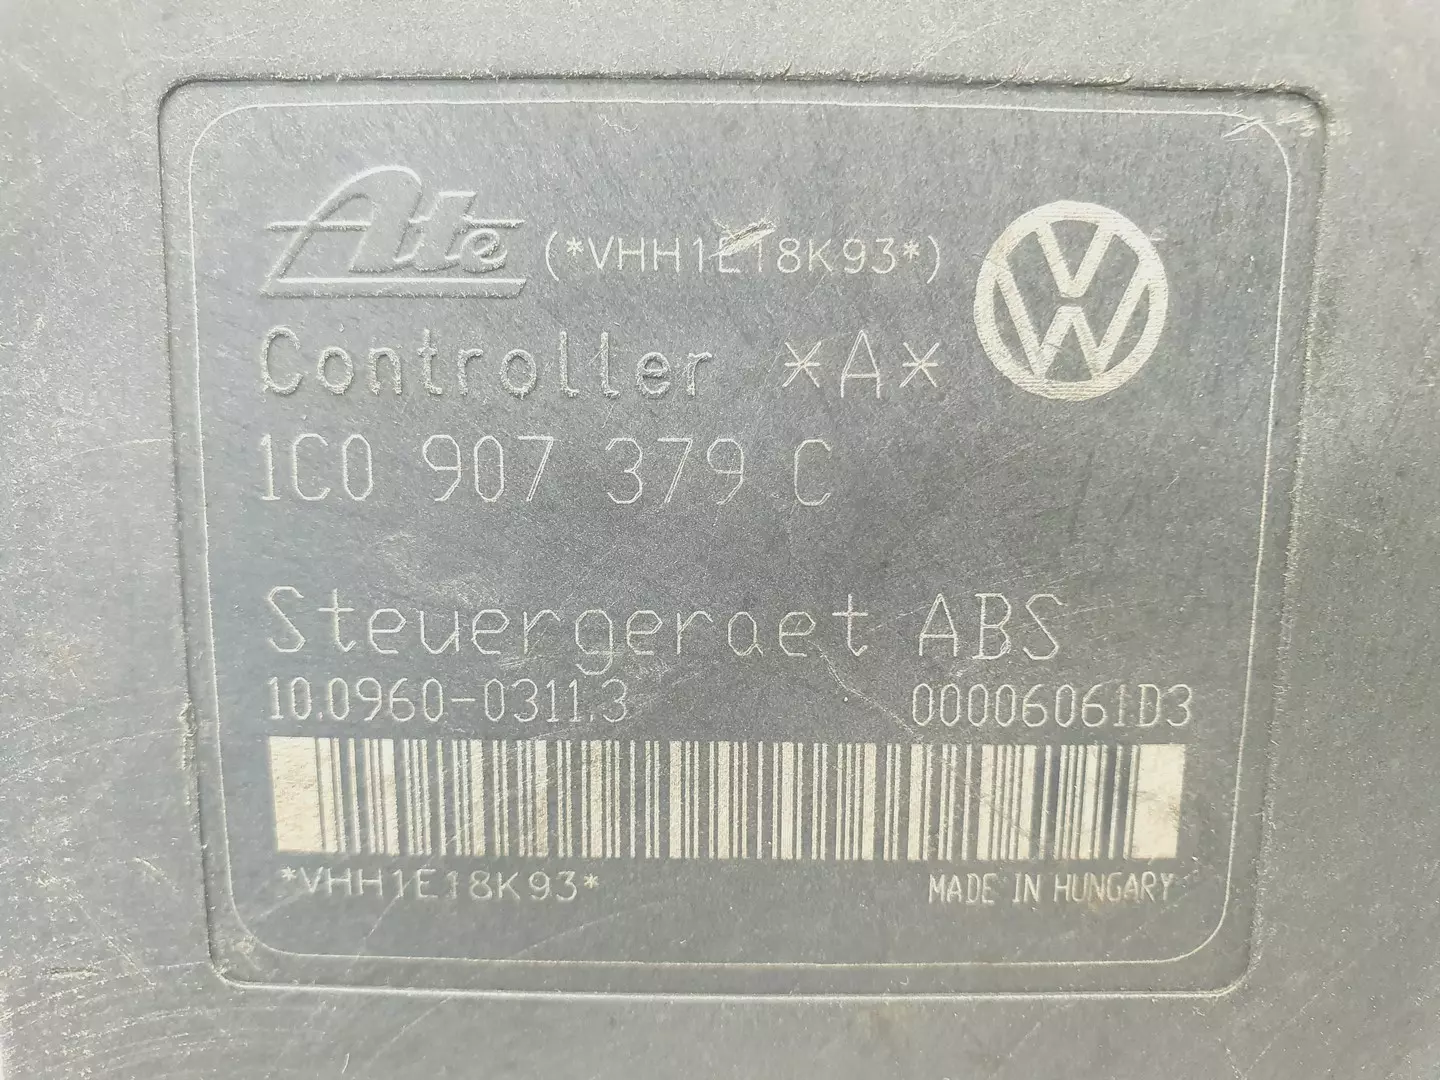 Ate (*VHH1E18K93*)
Controller *A*
1C0 907 379 C
Steuergeraet ABS
10.0960-0311.3 00006061D3
*VHH1E18K93* MADE IN HUNGARY